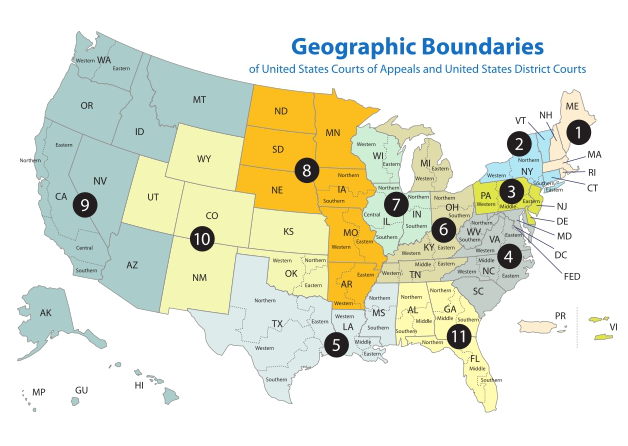 Geographic Boundaries
of United States Courts of Appeals and United States District Courts
Western
WA
Eastern
OR
ID
MT
Eastern
Northern
NV
CA
9
Central
Southern
AZ
WY
UT
CO
10
KS
NM
Western
Northern
OK
Eastern
ND
MN
SD
8
NE
Northern
IA
Southern
MO
Eastern
Western
AR
Eastern
Western
Northern
TX
Eastern
Western
Southern
5
Western
LA
Middle
Eastern
Northern
MS
Southern
Western
WI
Eastern
Northern
7
Central
IL
Southern
Northern
IN
Southern
MI
Western
Eastern
Northern
OH
Southern
6
Eastern
KY
Western
Middle
Eastern
Western
TN
Northern
AL
Middle
Southern
Northern
GA
Middle
Southern
11
Northern
FL
Middle
Southern
Northern
WV
Southern
VA
Eastern
Western
4
Middle
NC
Western
Eastern
SC
PA
3
Western
Middle
Eastern
2
VT
NH
ME
1
Northern
NY
Western
Southern
Eastern
MA
RI
CT
NJ
DE
MD
DC
FED
PR
VI
AK
MP
GU
HI